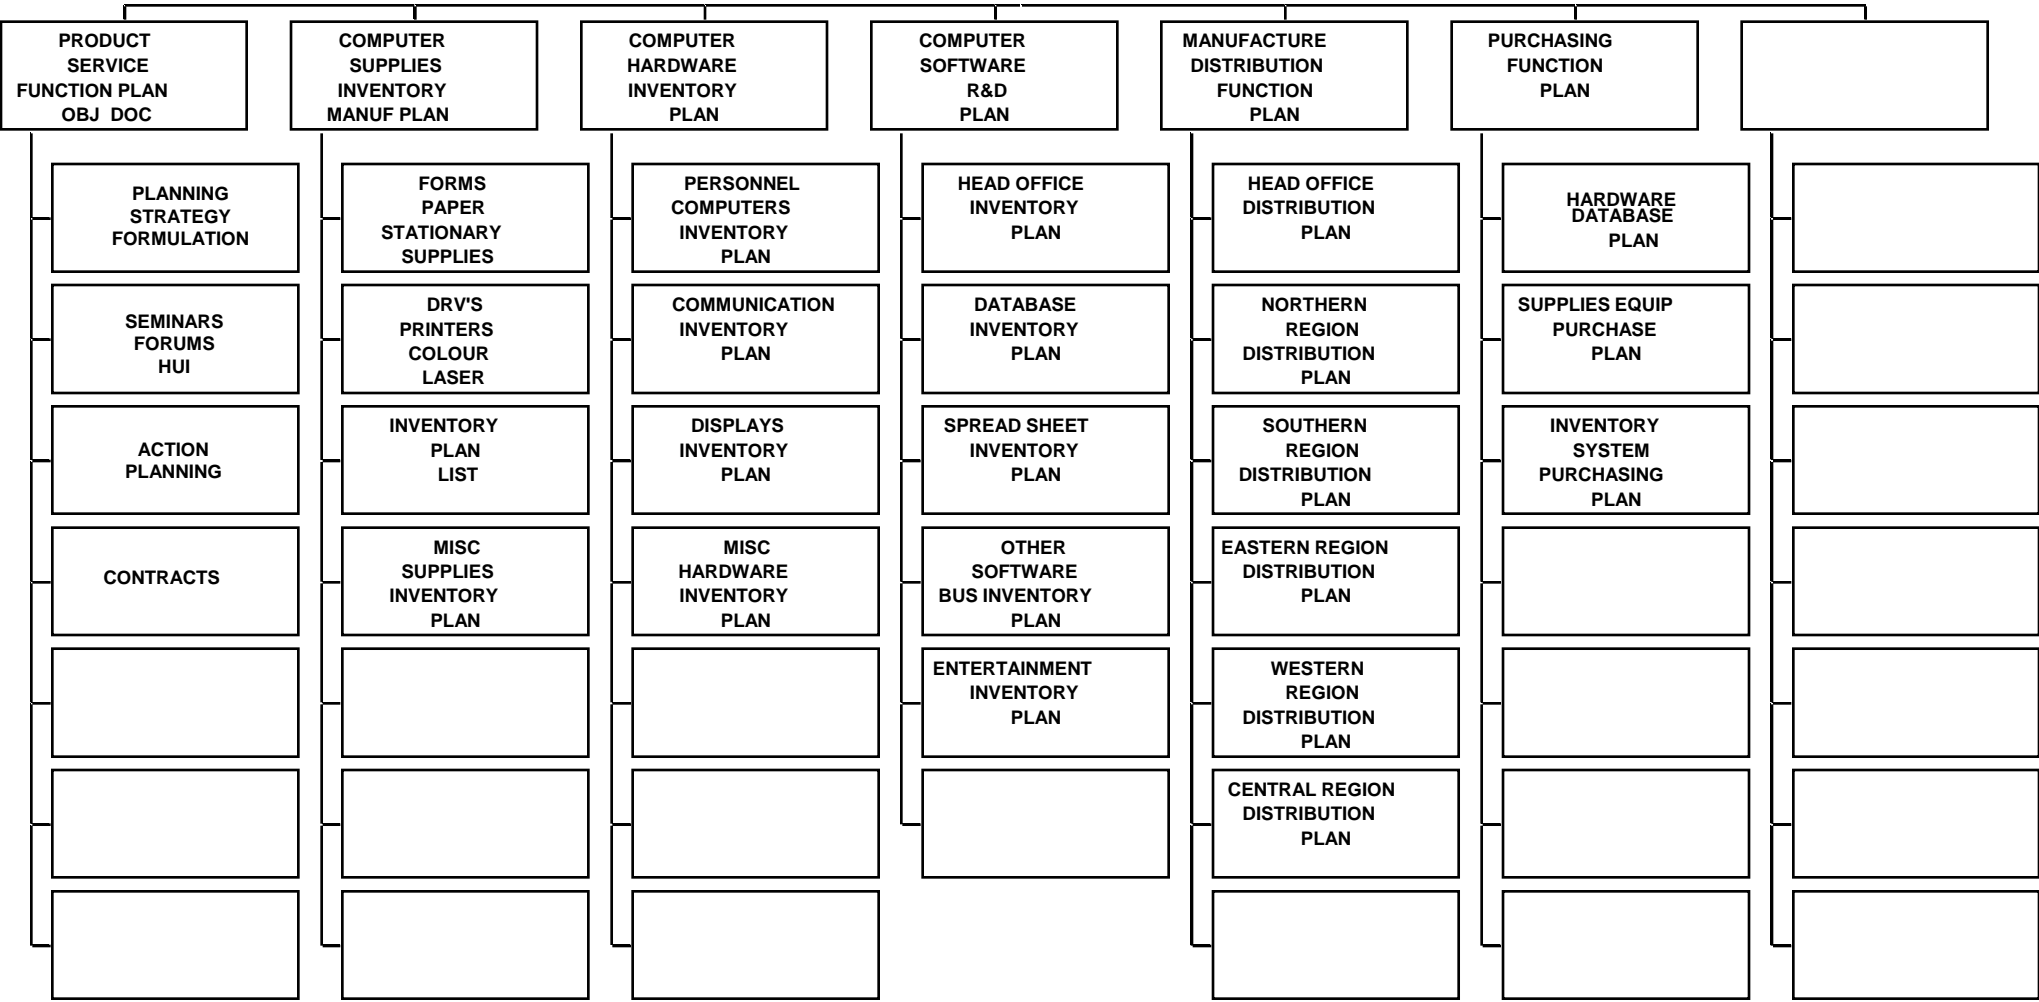 PRODUCT
SERVICE
FUNCTION PLAN
OBJ DOC
COMPUTER
SUPPLIES
INVENTORY
MANUF PLAN
COMPUTER
HARDWARE
INVENTORY
PLAN
COMPUTER
SOFTWARE
R&D
PLAN
MANUFACTURE
DISTRIBUTION
FUNCTION
PLAN
PURCHASING
FUNCTION
PLAN
PLANNING
STRATEGY
FORMULATION
FORMS
PAPER
STATIONARY
SUPPLIES
PERSONNEL
COMPUTERS
INVENTORY
PLAN
HEAD OFFICE
INVENTORY
PLAN
HEAD OFFICE
DISTRIBUTION
PLAN
HARDWARE
DATABASE
PLAN
SEMINARS
FORUMS
HUI
DRV'S
PRINTERS
COLOUR
LASER
COMMUNICATION
INVENTORY
PLAN
DATABASE
INVENTORY
PLAN
NORTHERN
REGION
DISTRIBUTION
PLAN
SUPPLIES EQUIP
PURCHASE
PLAN
ACTION
PLANNING
INVENTORY
PLAN
LIST
DISPLAYS
INVENTORY
PLAN
SPREAD SHEET
INVENTORY
PLAN
SOUTHERN
REGION
DISTRIBUTION
PLAN
INVENTORY
SYSTEM
PURCHASING
PLAN
CONTRACTS
MISC
SUPPLIES
INVENTORY
PLAN
MISC
HARDWARE
INVENTORY
PLAN
OTHER
SOFTWARE
BUS INVENTORY
PLAN
EASTERN REGION
DISTRIBUTION
PLAN
ENTERTAINMENT
INVENTORY
PLAN
WESTERN
REGION
DISTRIBUTION
PLAN
CENTRAL REGION
DISTRIBUTION
PLAN